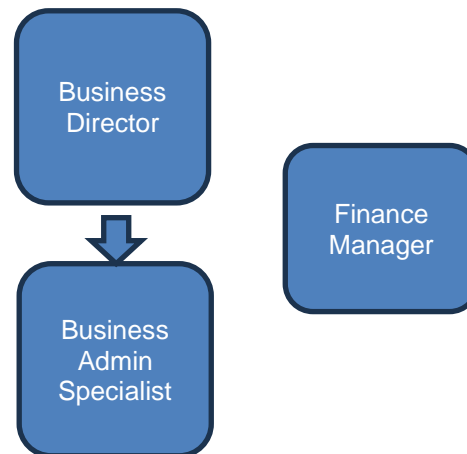 Business
Director
Finance
Manager
Business
Admin
Specialist